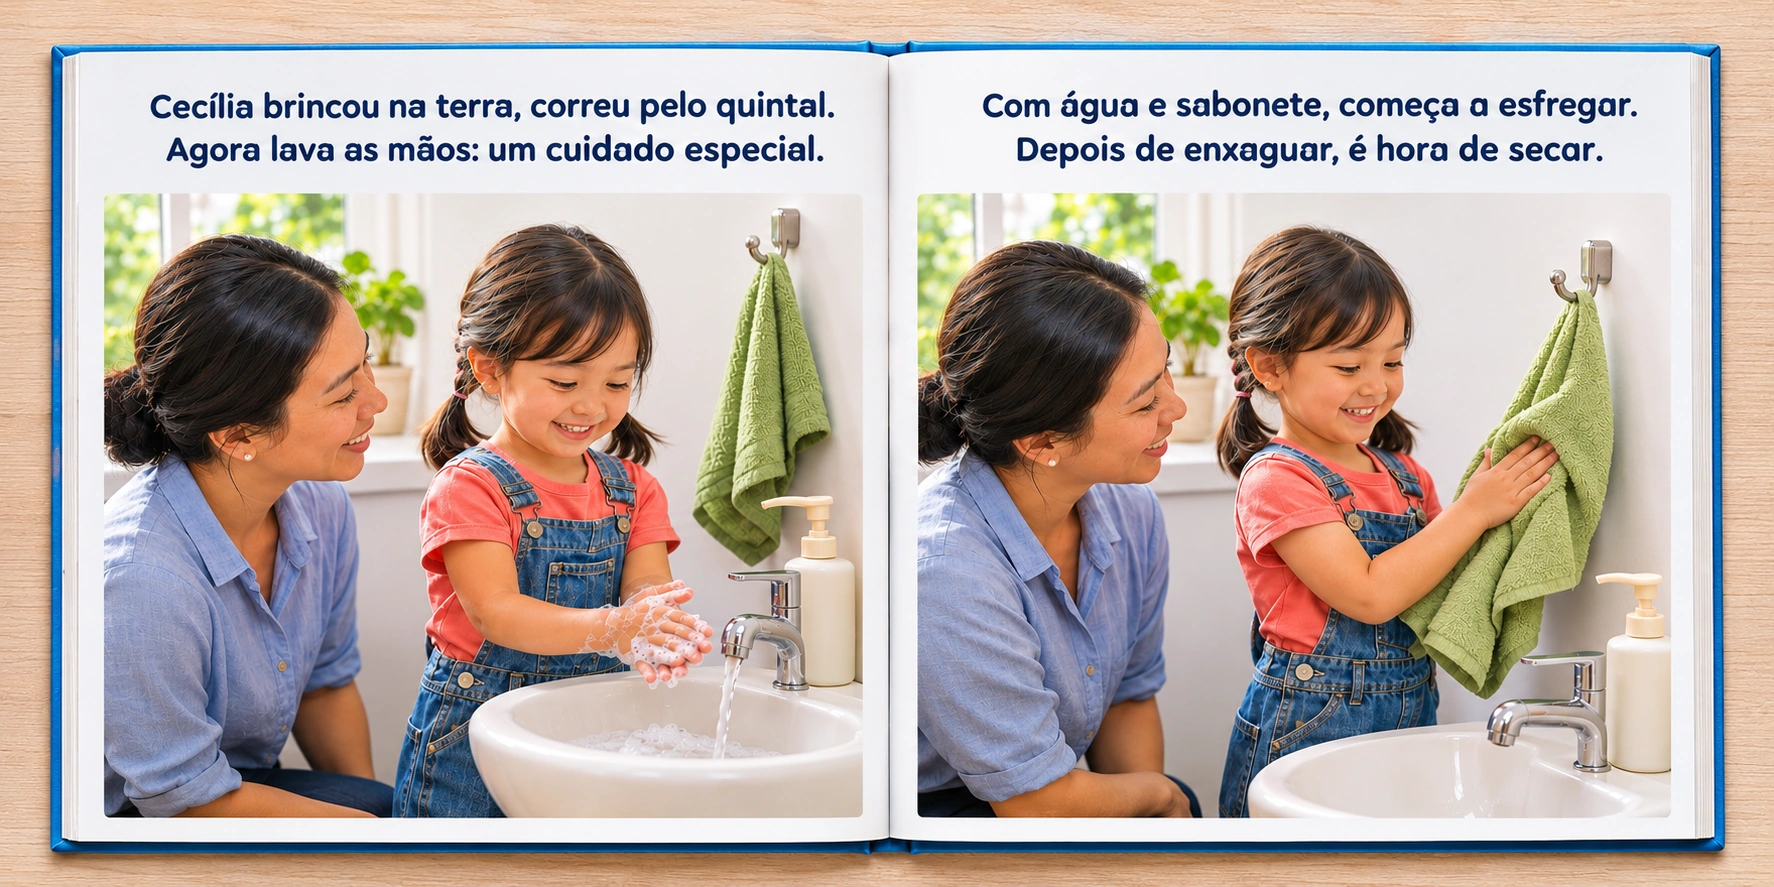 Cecília brincou na terra, correu pelo quintal.
Agora lava as mãos: um cuidado especial.
Com água e sabonete, começa a esfregar.
Depois de enxaguar, é hora de secar.